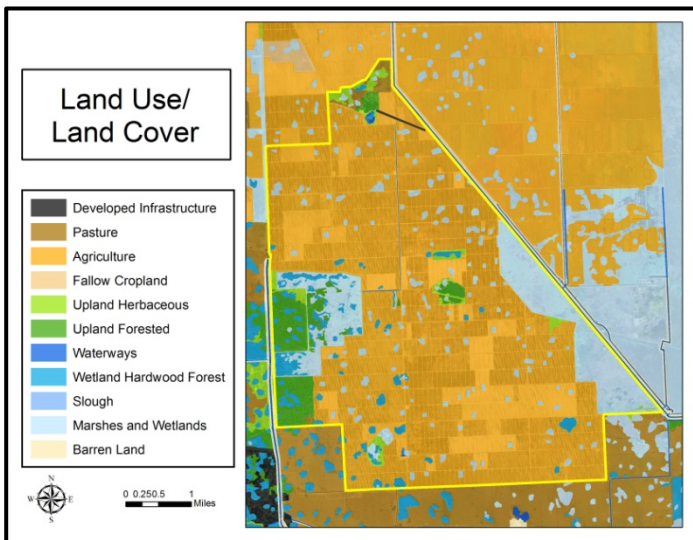 Land Use/
Land Cover
Developed Infrastructure
Pasture
Agriculture
Fallow Cropland
Upland Herbaceous
Upland Forested
Waterways
Wetland Hardwood Forest
Slough
Marshes and Wetlands
Barren Land
N
W E
S
0 0.250.5 1
Miles